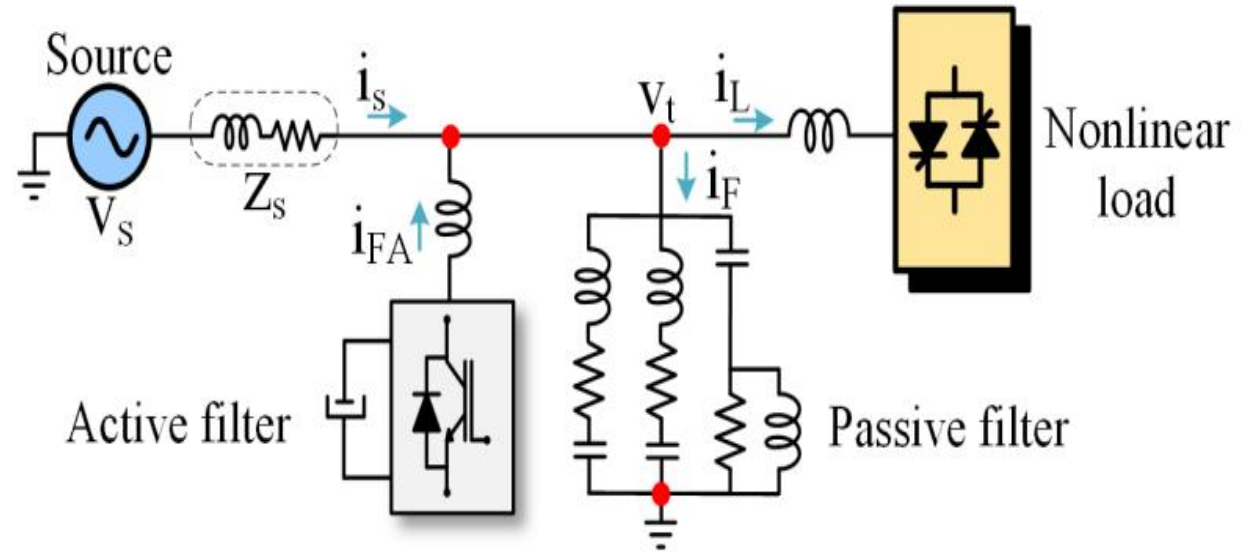 Source
Vs
Zs
is
iFA
vt
iL
iF
Nonlinear
load
Active filter
Passive filter